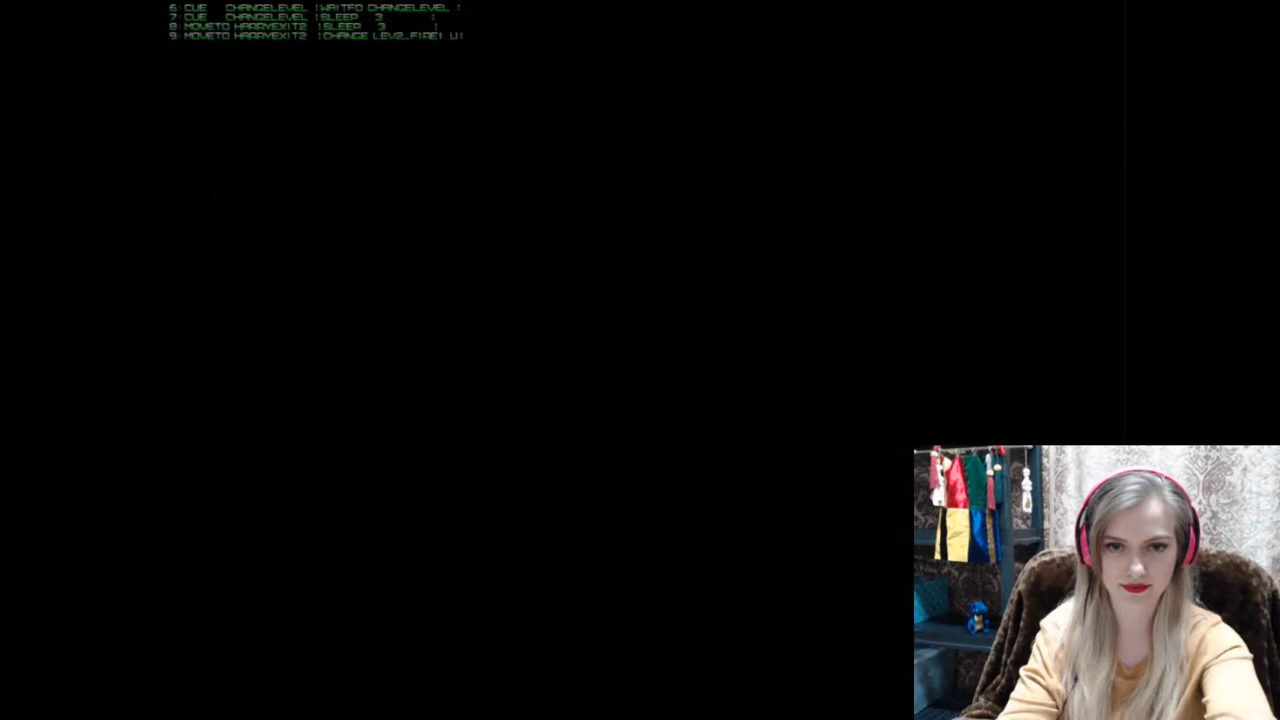 6: CUE CHANGELEVEL |WAITFO CHANGELEVEL |
7: CUE CHANGELEVEL |SLEEP 3 |
8: MOVETO HARRYEXIT2 |SLEEP 3 |
9: MOVETO HARRYEXIT2 |CHANGE LEV2_FIRE1.U|